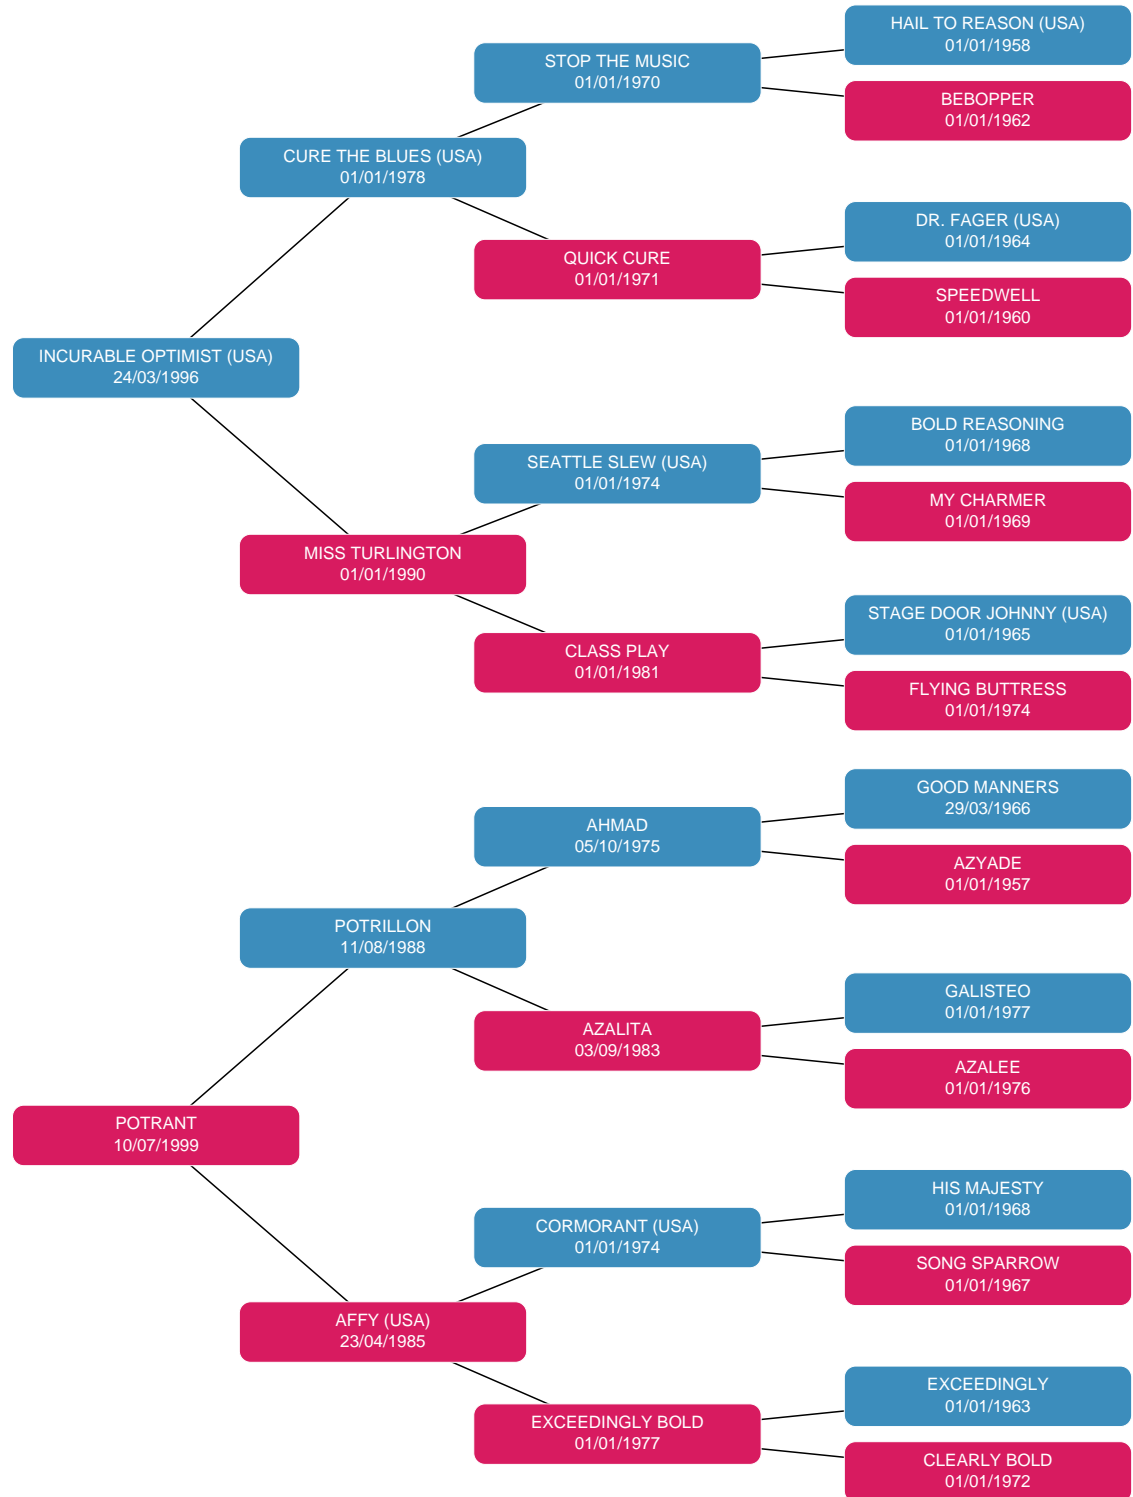 HAIL TO REASON (USA)
01/01/1958
STOP THE MUSIC
01/01/1970
BEBOPPER
01/01/1962
CURE THE BLUES (USA)
01/01/1978
DR. FAGER (USA)
01/01/1964
QUICK CURE
01/01/1971
SPEEDWELL
01/01/1960
INCURABLE OPTIMIST (USA)
24/03/1996
BOLD REASONING
01/01/1968
SEATTLE SLEW (USA)
01/01/1974
MY CHARMER
01/01/1969
MISS TURLINGTON
01/01/1990
STAGE DOOR JOHNNY (USA)
01/01/1965
CLASS PLAY
01/01/1981
FLYING BUTTRESS
01/01/1974
GOOD MANNERS
29/03/1966
AHMAD
05/10/1975
AZYADE
01/01/1957
POTRILLON
11/08/1988
GALISTEO
01/01/1977
AZALITA
03/09/1983
AZALEE
01/01/1976
POTRANT
10/07/1999
HIS MAJESTY
01/01/1968
CORMORANT (USA)
01/01/1974
SONG SPARROW
01/01/1967
AFFY (USA)
23/04/1985
EXCEEDINGLY
01/01/1963
EXCEEDINGLY BOLD
01/01/1977
CLEARLY BOLD
01/01/1972